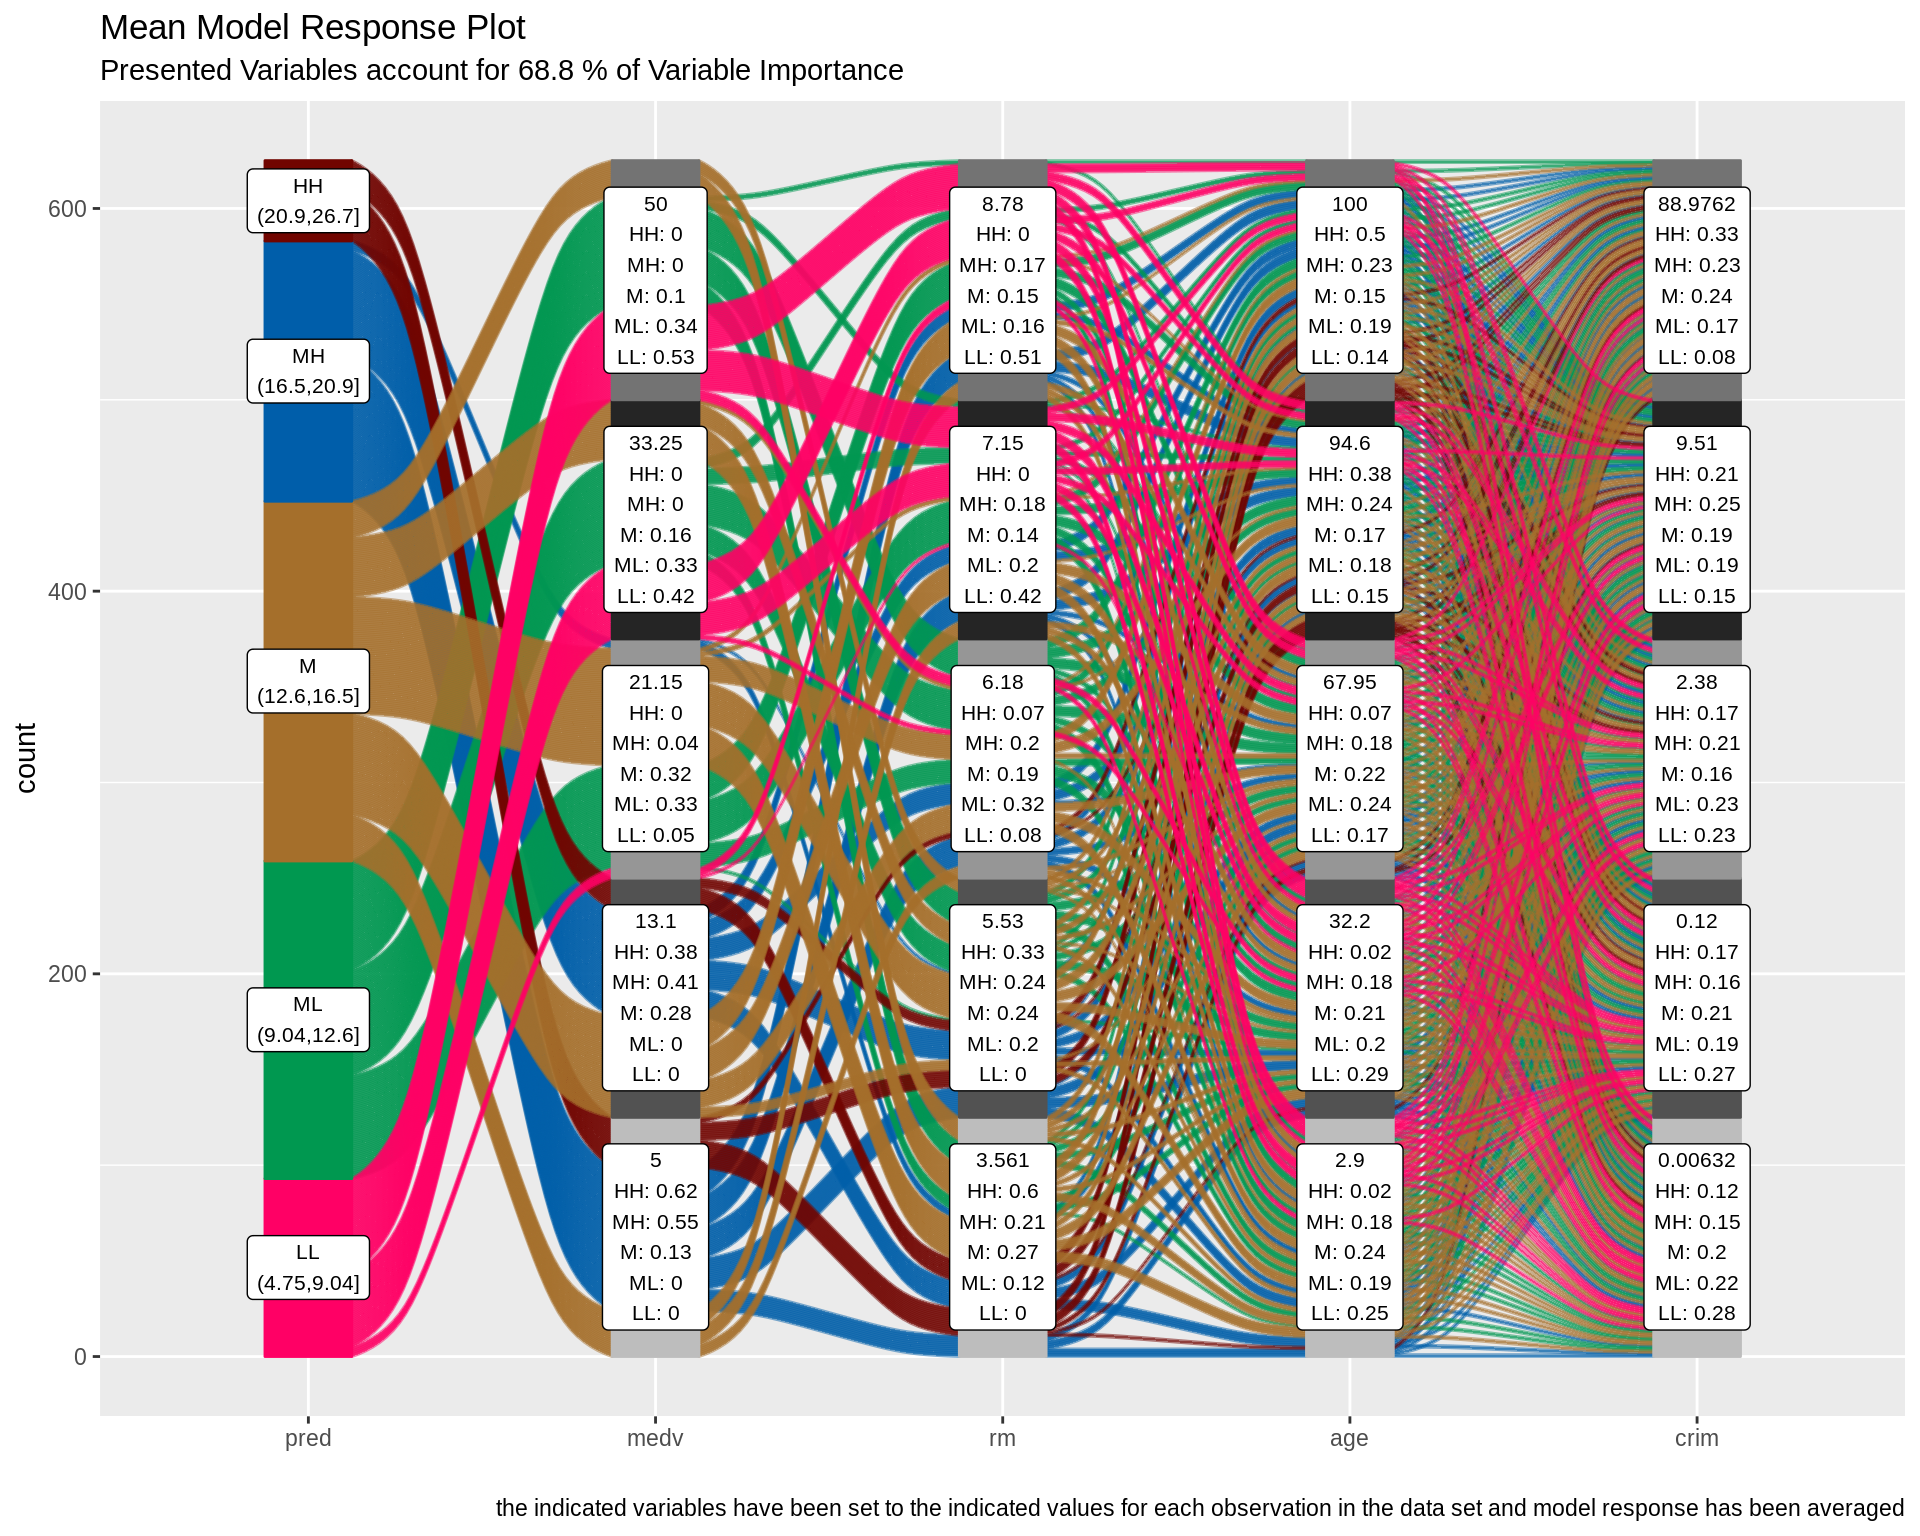 Mean Model Response Plot
Presented Variables account for 68.8 % of Variable Importance
count
600
400
200
0
HH
(20.9,26.7]
MH
(16.5,20.9]
M
(12.6,16.5]
ML
(9.04,12.6]
LL
(4.75,9.04]
50
HH: 0
MH: 0
M: 0.1
ML: 0.34
LL: 0.53
33.25
HH: 0
MH: 0
M: 0.16
ML: 0.33
LL: 0.42
21.15
HH: 0
MH: 0.04
M: 0.32
ML: 0.33
LL: 0.05
13.1
HH: 0.38
MH: 0.41
M: 0.28
ML: 0
LL: 0
5
HH: 0.62
MH: 0.55
M: 0.13
ML: 0
LL: 0
8.78
HH: 0
MH: 0.17
M: 0.15
ML: 0.16
LL: 0.51
7.15
HH: 0
MH: 0.18
M: 0.14
ML: 0.2
LL: 0.42
6.18
HH: 0.07
MH: 0.2
M: 0.19
ML: 0.32
LL: 0.08
5.53
HH: 0.33
MH: 0.24
M: 0.24
ML: 0.2
LL: 0
3.561
HH: 0.6
MH: 0.21
M: 0.27
ML: 0.12
LL: 0
100
HH: 0.5
MH: 0.23
M: 0.15
ML: 0.19
LL: 0.14
94.6
HH: 0.38
MH: 0.24
M: 0.17
ML: 0.18
LL: 0.15
67.95
HH: 0.07
MH: 0.18
M: 0.22
ML: 0.24
LL: 0.17
32.2
HH: 0.02
MH: 0.18
M: 0.21
ML: 0.2
LL: 0.29
2.9
HH: 0.02
MH: 0.18
M: 0.24
ML: 0.19
LL: 0.25
88.9762
HH: 0.33
MH: 0.23
M: 0.24
ML: 0.17
LL: 0.08
9.51
HH: 0.21
MH: 0.25
M: 0.19
ML: 0.19
LL: 0.15
2.38
HH: 0.17
MH: 0.21
M: 0.16
ML: 0.23
LL: 0.23
0.12
HH: 0.17
MH: 0.16
M: 0.21
ML: 0.19
LL: 0.27
0.00632
HH: 0.12
MH: 0.15
M: 0.2
ML: 0.22
LL: 0.28
pred medv rm age crim
the indicated variables have been set to the indicated values for each observation in the data set and model response has been averaged